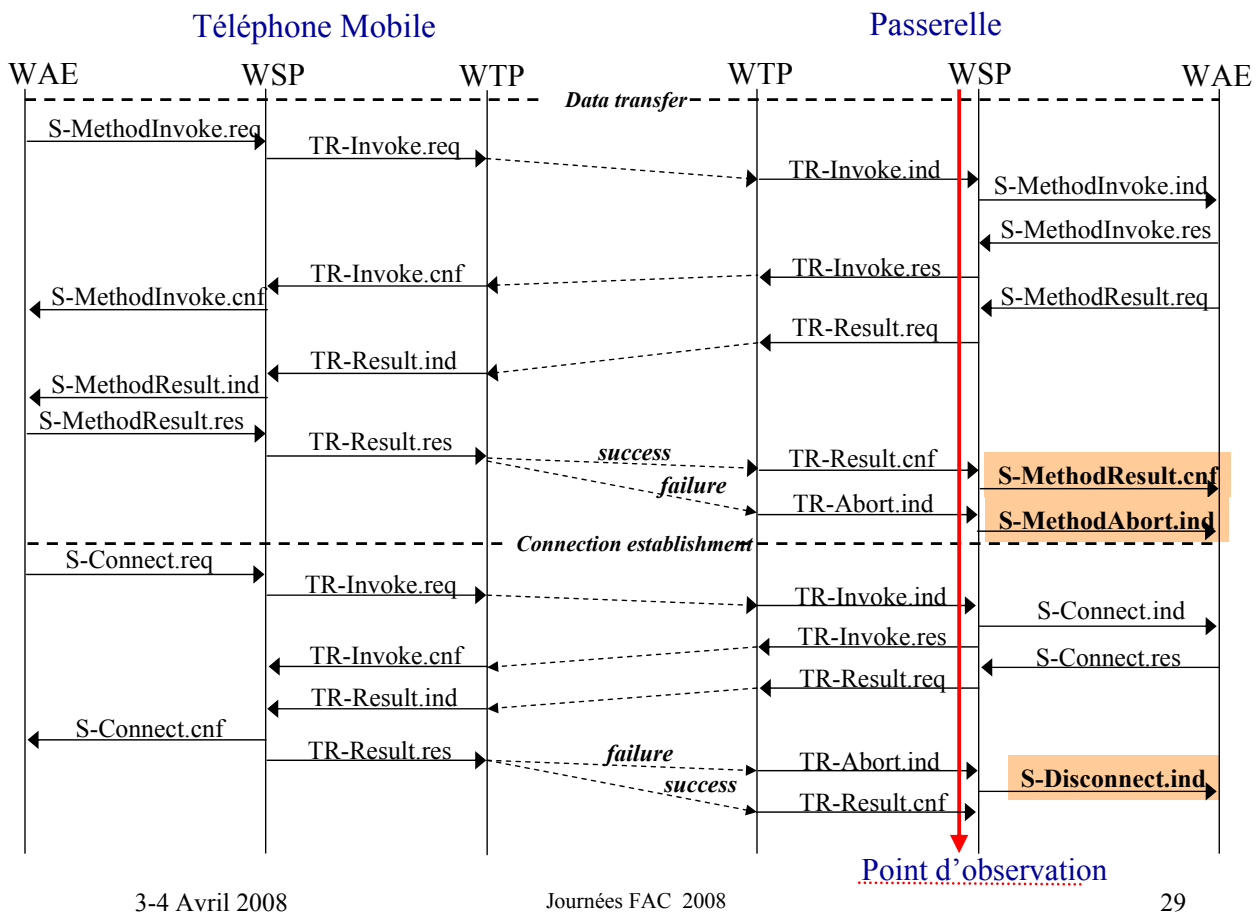 Téléphone Mobile Passerelle
WAE WSP WTP WTP WSP WAE
Data transfer
S-MethodInvoke.req
TR-Invoke.req
TR-Invoke.ind
S-MethodInvoke.ind
S-MethodInvoke.res
TR-Invoke.res
TR-Invoke.cnf
S-MethodInvoke.cnf
S-MethodResult.req
TR-Result.req
TR-Result.ind
S-MethodResult.ind
S-MethodResult.res
TR-Result.res
success
TR-Result.cnf
S-MethodResult.cnf
failure
TR-Abort.ind
S-MethodAbort.ind
Connection establishment
S-Connect.req
TR-Invoke.req
TR-Invoke.ind
S-Connect.ind
TR-Invoke.res
TR-Invoke.cnf
S-Connect.res
TR-Result.req
TR-Result.ind
S-Connect.cnf
TR-Result.res
failure
TR-Abort.ind
S-Disconnect.ind
success
TR-Result.cnf
Point d'observation
3-4 Avril 2008 Journées FAC 2008 29